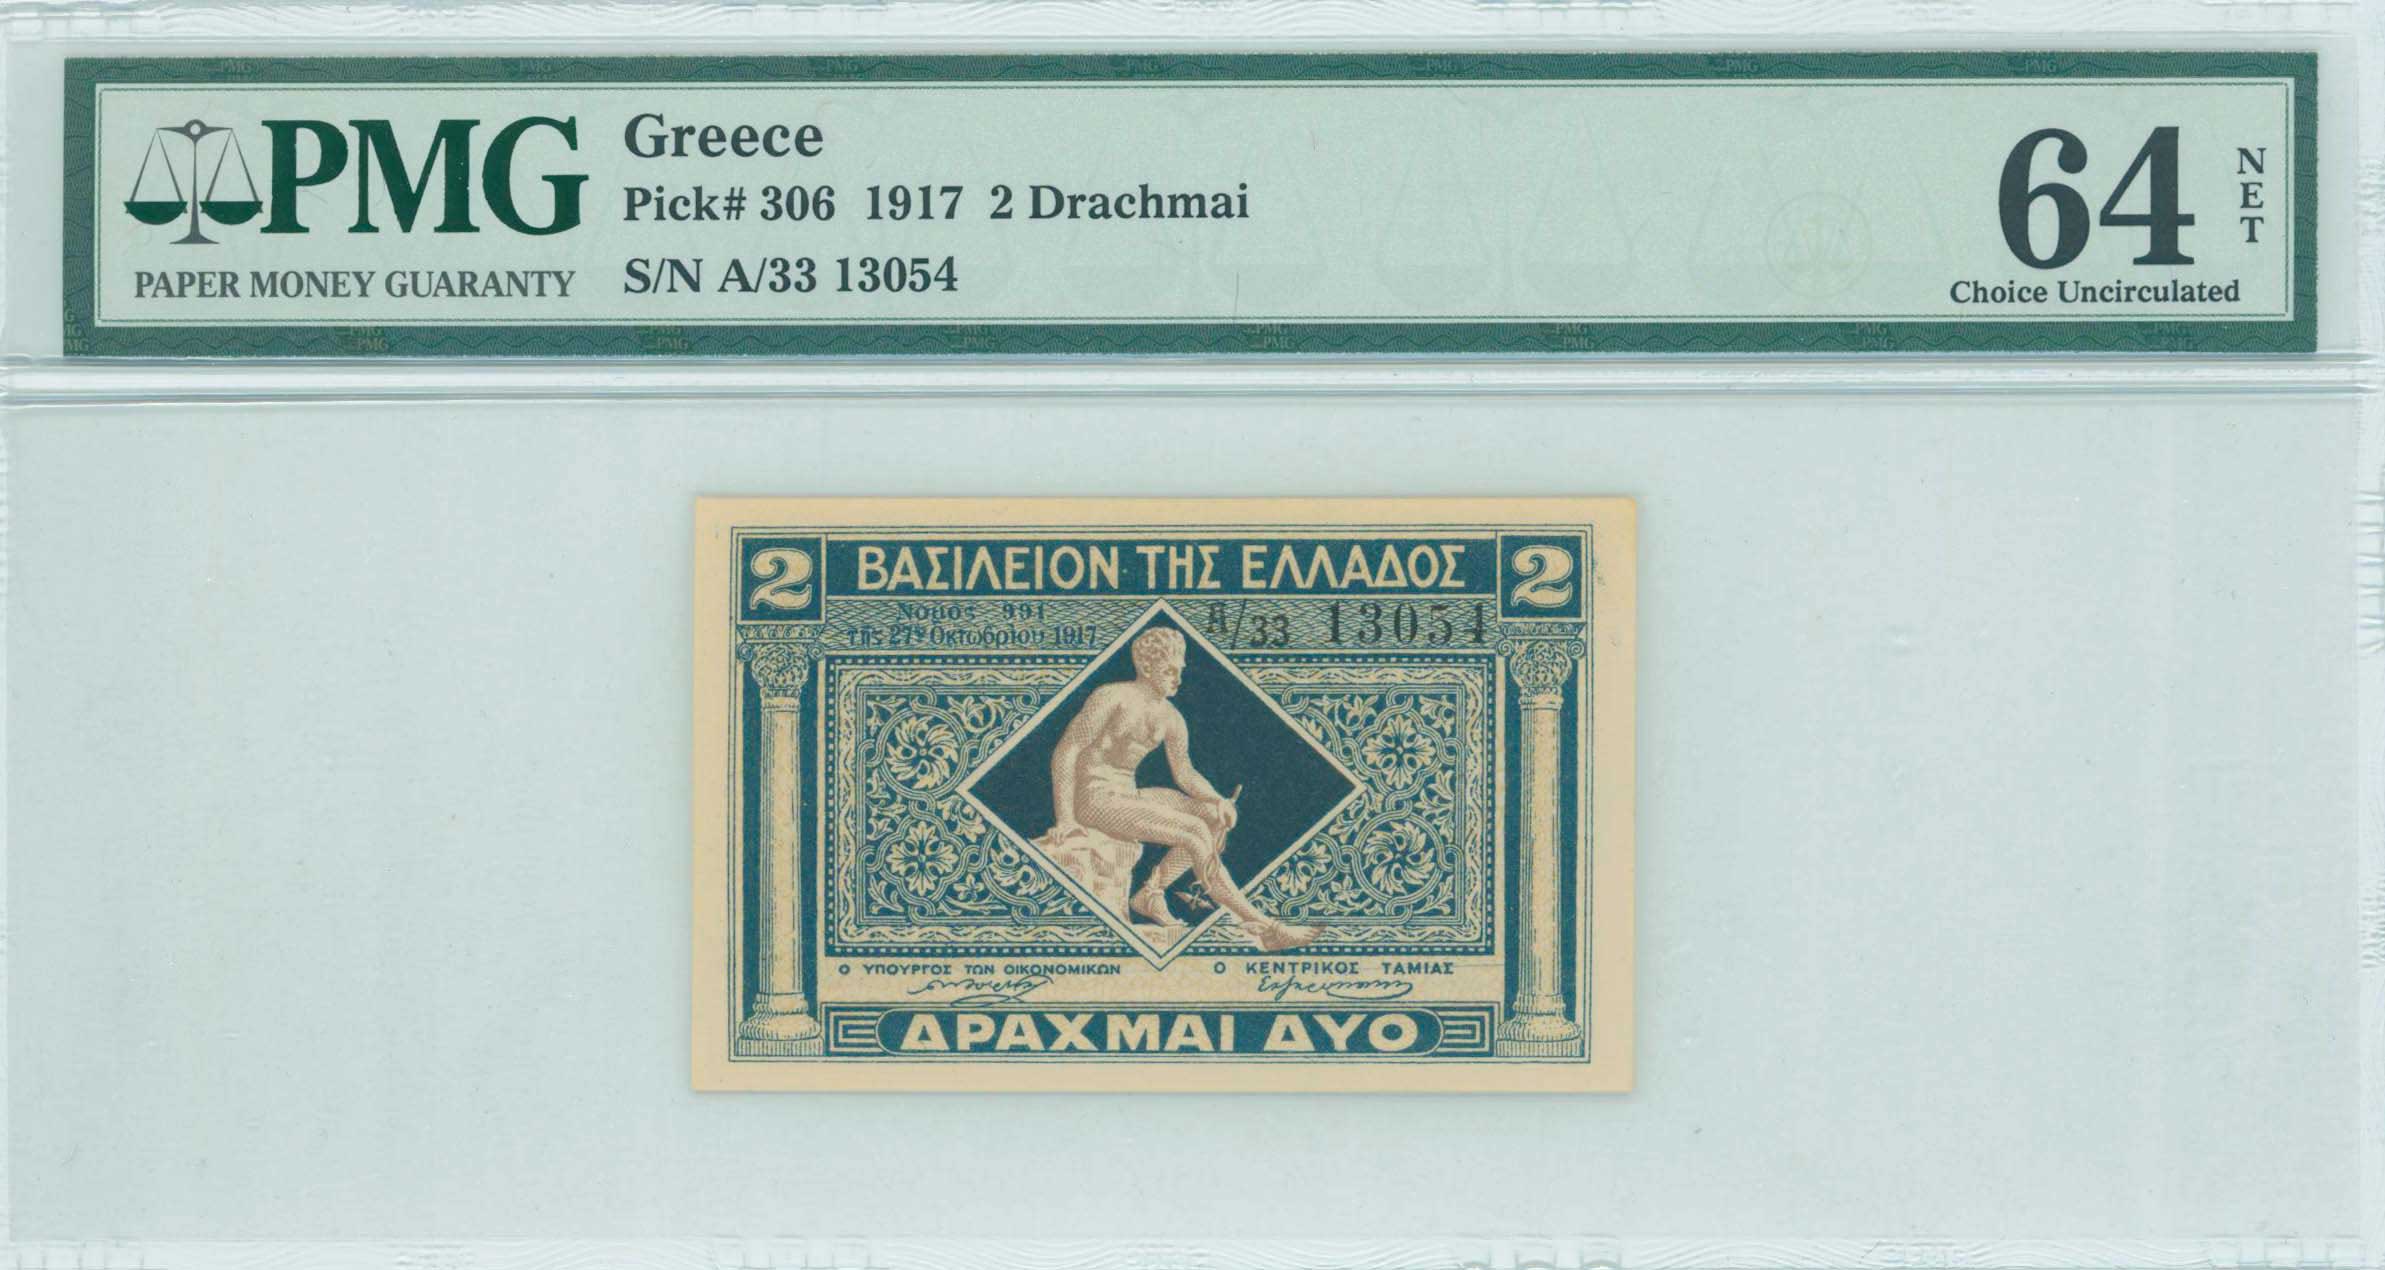 PMG
PAPER MONEY GUARANTY
Greece
Pick# 306 1917 2 Drachmai
S/N A/33 13054
64
NET
Choice Uncirculated
2 ΒΑΣΙΛΕΙΟΝ ΤΗΣ ΕΛΛΑΔΟΣ 2
Νομος 991
της 27ης Οκτωβρίου 1917
A/33 13054
Ο ΥΠΟΥΡΓΟΣ ΤΩΝ ΟΙΚΟΝΟΜΙΚΩΝ
Ο ΚΕΝΤΡΙΚΟΣ ΤΑΜΙΑΣ
ΔΡΑΧΜΑΙ ΔΥΟ